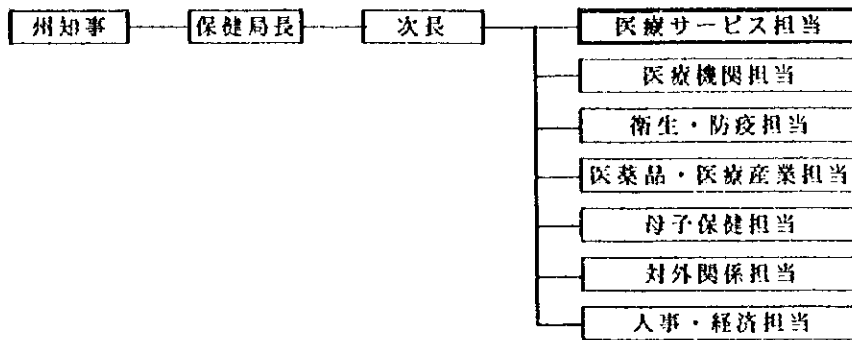 州知事 保健局長 次長 医療サービス担当
医療機関担当
衛生・防疫担当
医薬品・医療産業担当
母子保健担当
対外関係担当
人事・経済担当